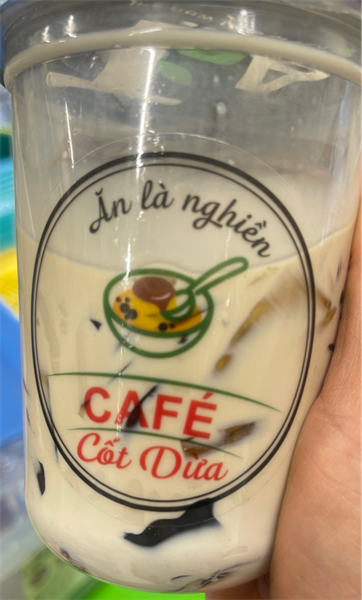 Ăn là nghiền
CAFÉ
Cốt Dừa